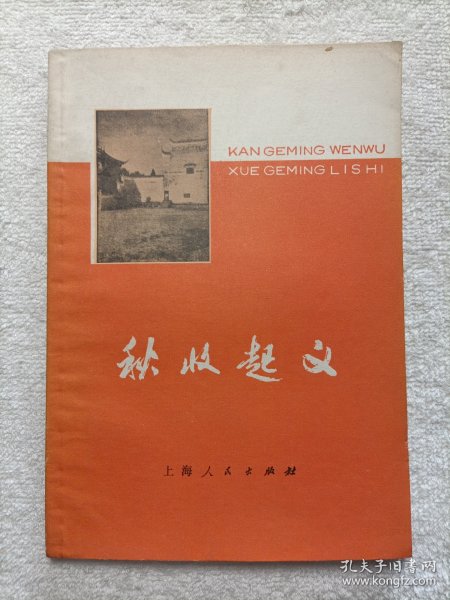 KAN GEMING WENWU
XUE GEMING LISHI
秋收起义
上海人民出版社
孔夫子旧书网
www.kongfz.com